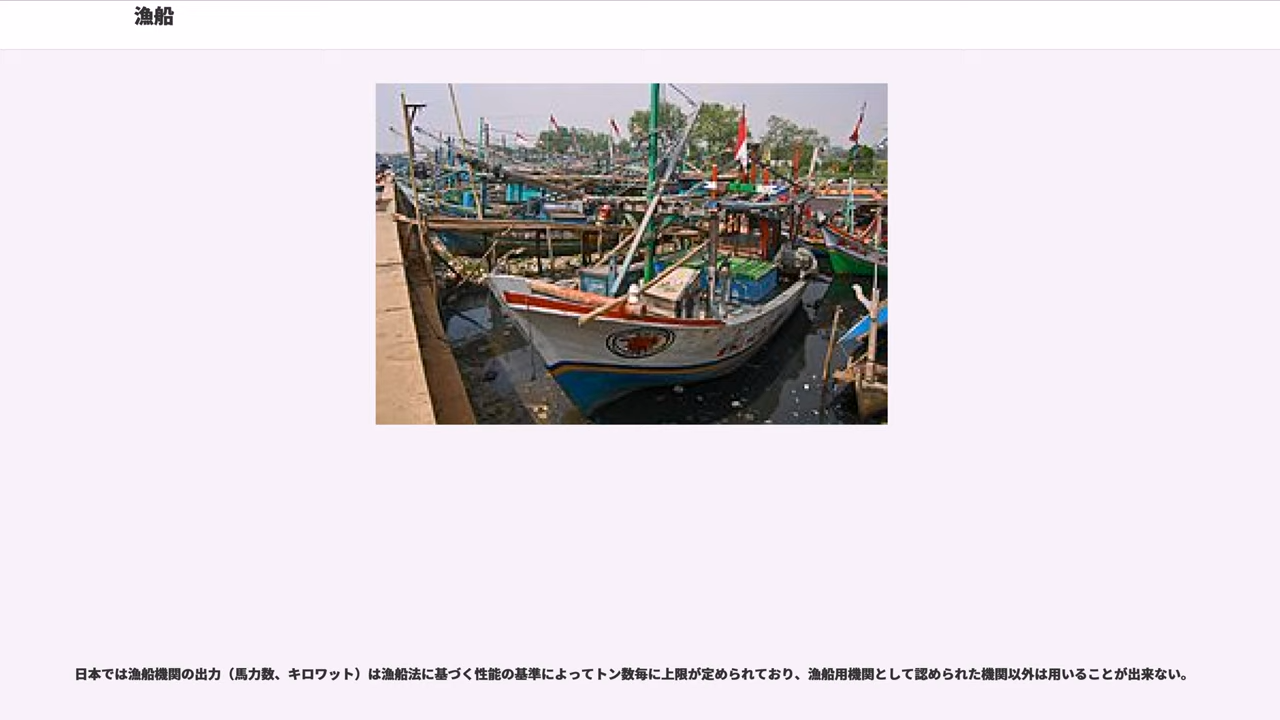 漁船
日本では漁船機関の出力（馬力数、キロワット）は漁船法に基づく性能の基準によってトン数毎に上限が定められており、漁船用機関として認められた機関以外は用いることが出来ない。